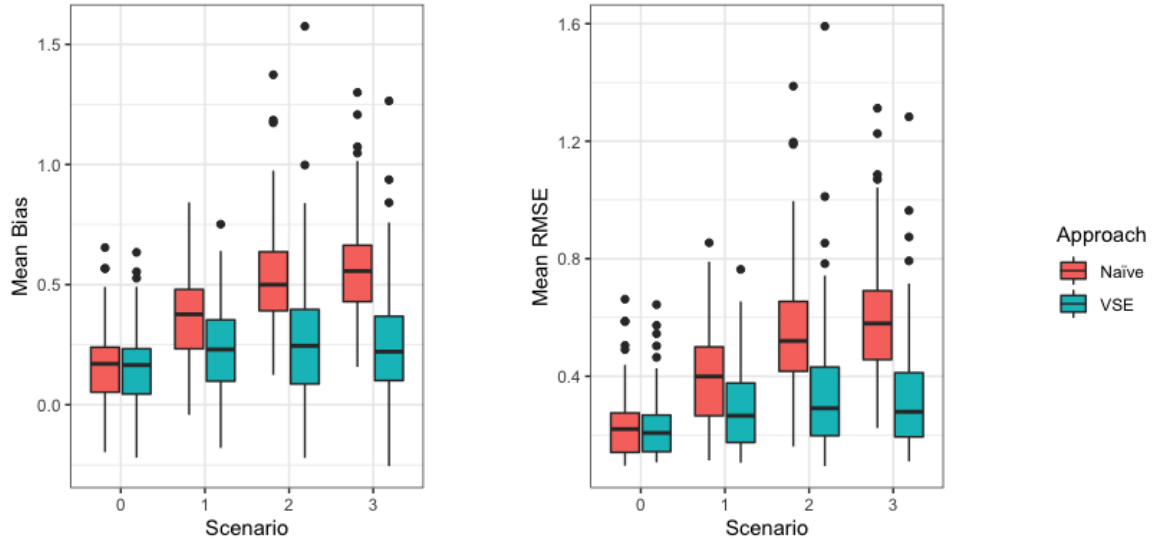 Mean Bias
1.5
1.0
0.5
0.0
0 1 2 3
Scenario
Mean RMSE
1.6
1.2
0.8
0.4
0 1 2 3
Scenario
Approach
Naïve
VSE